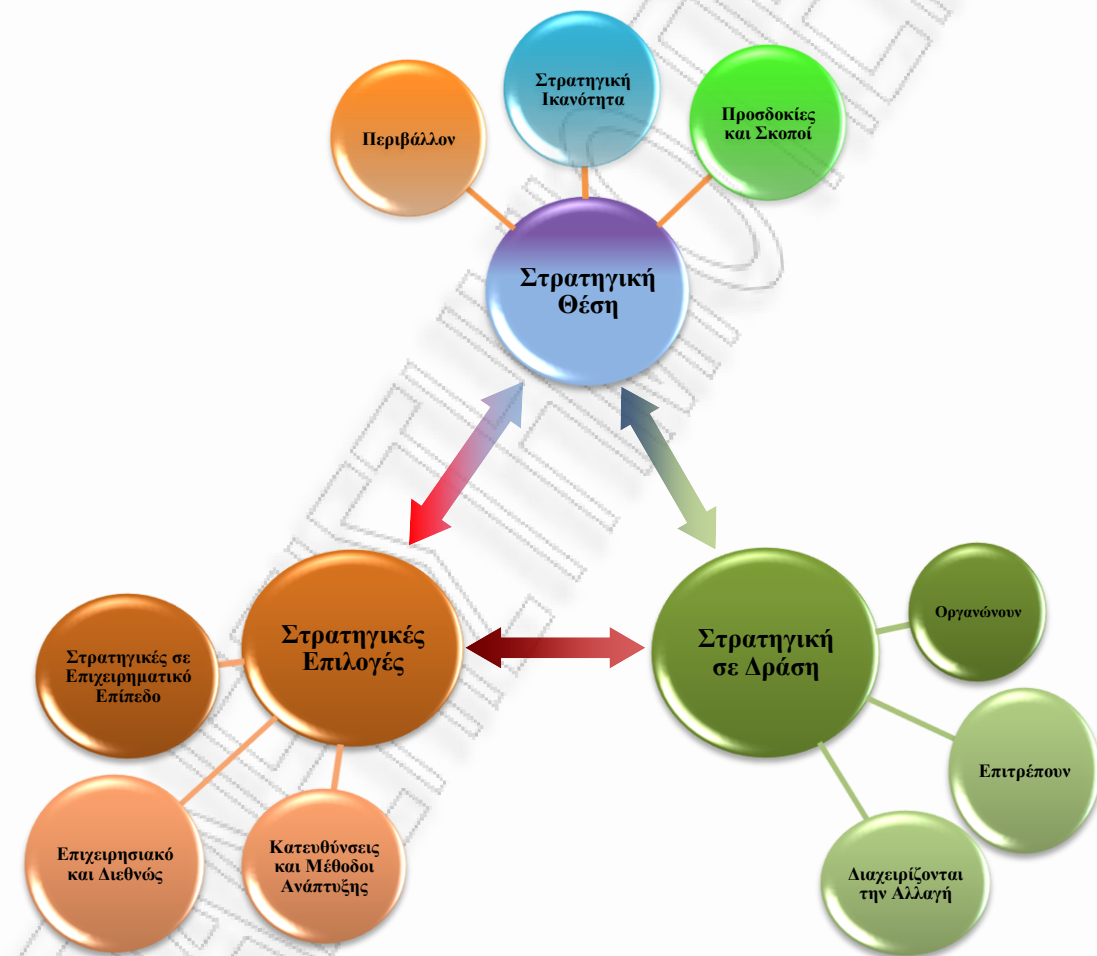 Στρατηγική
Ικανότητα
Προσδοκίες
και Σκοποί
Περιβάλλον
Στρατηγική
Θέση
Στρατηγικές
Επιλογές
Στρατηγική
σε Δράση
Οργανώνουν
Στρατηγικές σε
Επιχειρηματικό
Επίπεδο
Επιτρέπουν
Επιχειρησιακό
και Διεθνώς
Κατευθύνσεις
και Μέθοδοι
Ανάπτυξης
Διαχειρίζονται
την Αλλαγή